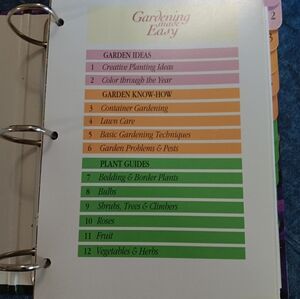 Gardening
made
Easy
GARDEN IDEAS
1 Creative Planting Ideas
2 Color through the Year
GARDEN KNOW-HOW
3 Container Gardening
4 Lawn Care
5 Basic Gardening Techniques
6 Garden Problems & Pests
PLANT GUIDES
7 Bedding & Border Plants
8 Bulbs
9 Shrubs, Trees & Climbers
10 Roses
11 Fruit
12 Vegetables & Herbs
2